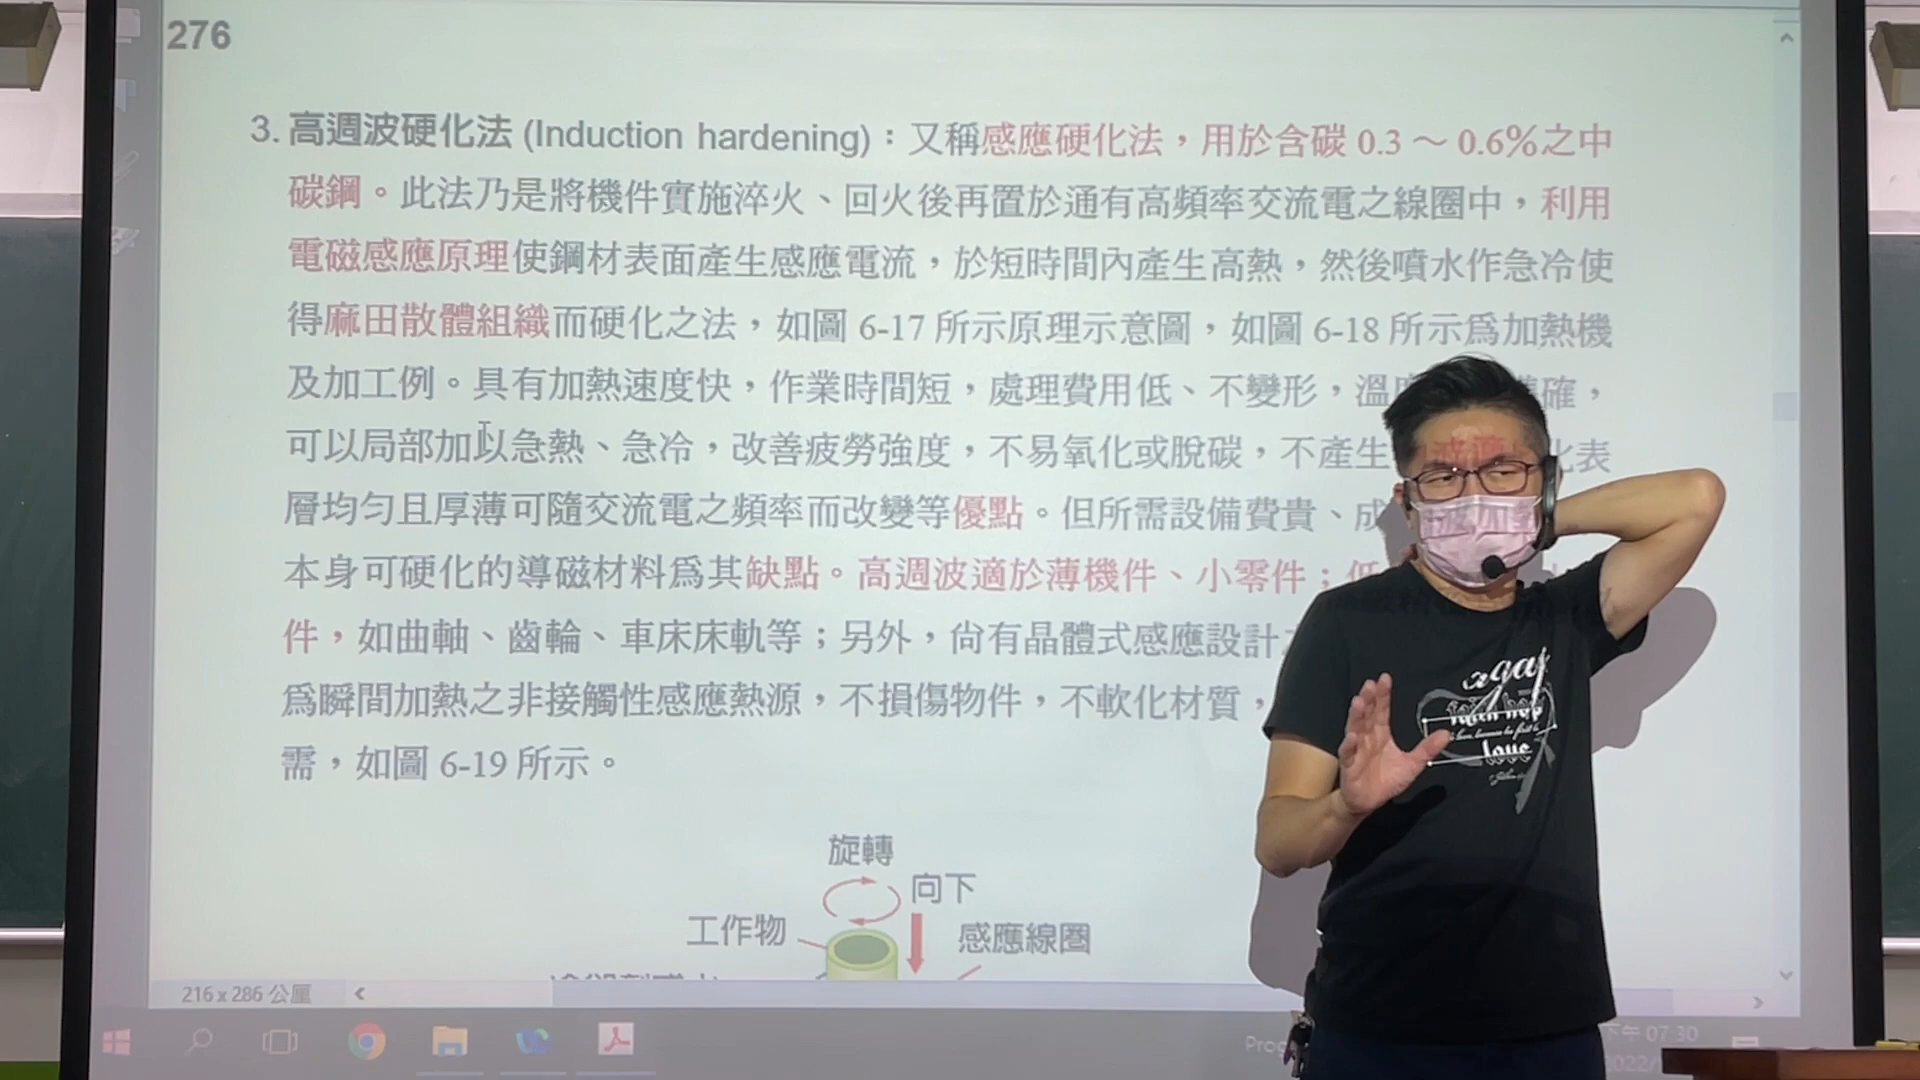 276
3. 高週波硬化法 (Induction hardening)：又稱感應硬化法，用於含碳 0.3 ～ 0.6%之中
碳鋼。此法乃是將機件實施淬火、回火後再置於通有高頻率交流電之線圈中，利用
電磁感應原理使鋼材表面產生感應電流，於短時間內產生高熱，然後噴水作急冷使
得麻田散體組織而硬化之法，如圖 6-17 所示原理示意圖，如圖 6-18 所示為加熱機
及加工例。具有加熱速度快，作業時間短，處理費用低、不變形，溫 確，
可以局部加以急熱、急冷，改善疲勞強度，不易氧化或脫碳，不產生 化表
層均勻且厚薄可隨交流電之頻率而改變等優點。但所需設備費貴、成
本身可硬化的導磁材料為其缺點。高週波適於薄機件、小零件；低
件，如曲軸、齒輪、車床床軌等；另外，尚有晶體式感應設計
為瞬間加熱之非接觸性感應熱源，不損傷物件，不軟化材質，
需，如圖 6-19 所示。
旋轉
向下
工作物
感應線圈
216 x 286 公厘
下午 07:30
2022/
faith hope
love